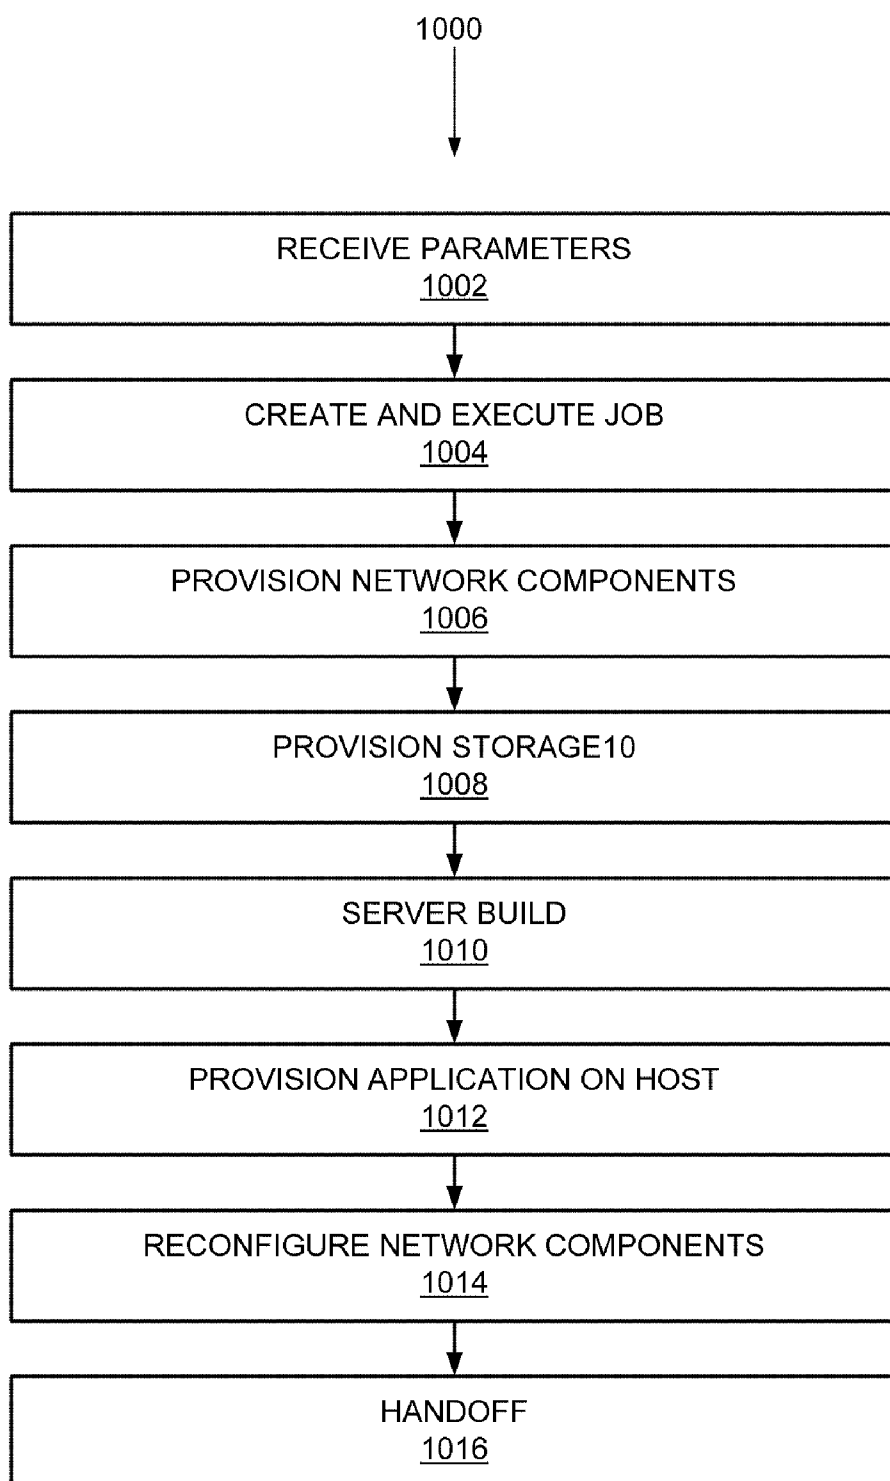 1000
RECEIVE PARAMETERS
1002
CREATE AND EXECUTE JOB
1004
PROVISION NETWORK COMPONENTS
1006
PROVISION STORAGE10
1008
SERVER BUILD
1010
PROVISION APPLICATION ON HOST
1012
RECONFIGURE NETWORK COMPONENTS
1014
HANDOFF
1016